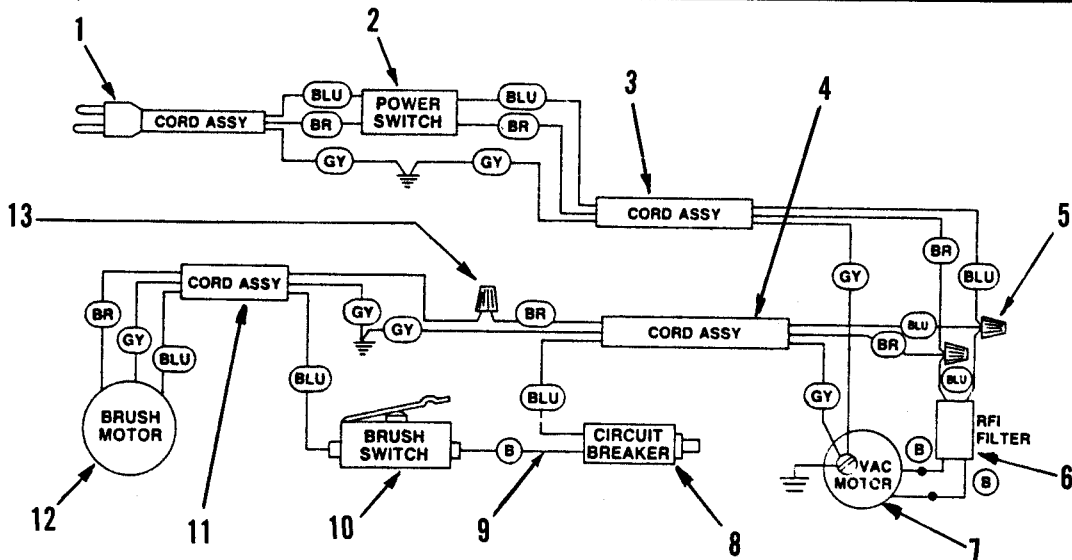 1
2
3
4
BLU
POWER SWITCH
BLU
CORD ASSY
BR
BR
GY
GY
13
CORD ASSY
5
BR
BLU
GY
CORD ASSY
BR
GY
BLU
GY
GY
BR
CORD ASSY
BLU
BR
BLU
BLU
BLU
GY
BRUSH MOTOR
BRUSH SWITCH
B
CIRCUIT BREAKER
VAC MOTOR
B
RFI FILTER
B
12
11
10
9
8
7
6